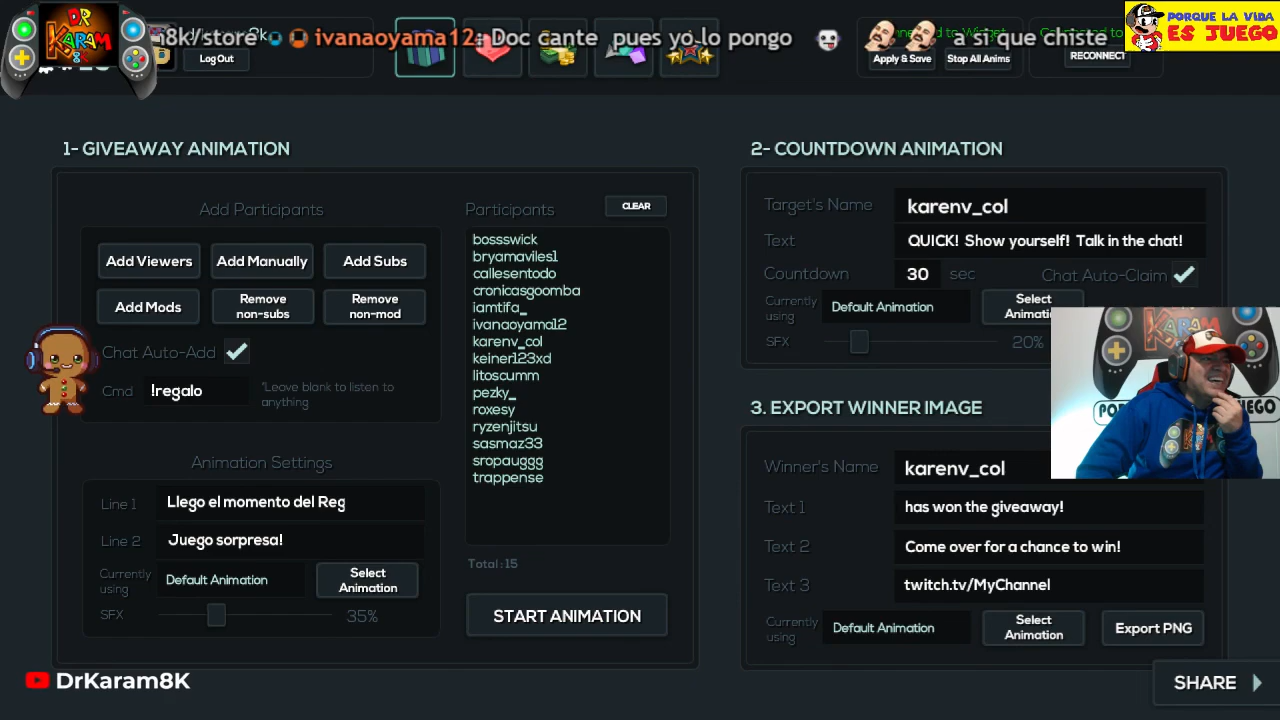 DR KARAM 8K
8k/store ivanaoyama12: Doc cante pues yo lo pongo a si que chiste
PORQUE LA VIDA
ES JUEGO
Log Out
Apply & Save
Stop All Anims
RECONNECT
1- GIVEAWAY ANIMATION
Add Participants
Add Viewers
Add Manually
Add Subs
Add Mods
Remove
non-subs
Remove
non-mod
Chat Auto-Add
Cmd !regalo
*Leave blank to listen to
anything
Participants
CLEAR
bossswick
bryamaviles1
callesentodo
cronicasgoomba
iamtifa_
ivanaoyama12
karenv_col
keiner123xd
litoscumm
pezky_
roxesy
ryzenjitsu
sasmaz33
sropauggg
trappense
Total:15
START ANIMATION
Animation Settings
Line 1 Llego el momento del Reg
Line 2 Juego sorpresa!
Currently
using
Default Animation
Select
Animation
SFX 35%
2- COUNTDOWN ANIMATION
Target's Name karenv_col
Text QUICK! Show yourself! Talk in the chat!
Countdown 30 sec
Chat Auto-Claim
Currently
using
Default Animation
Select
SFX 20%
3. EXPORT WINNER IMAGE
Winner's Name karenv_col
Text 1 has won the giveaway!
Text 2 Come over for a chance to win!
Text 3 twitch.tv/MyChannel
Currently
using
Default Animation
Select
Animation
Export PNG
SHARE
DrKaram8K